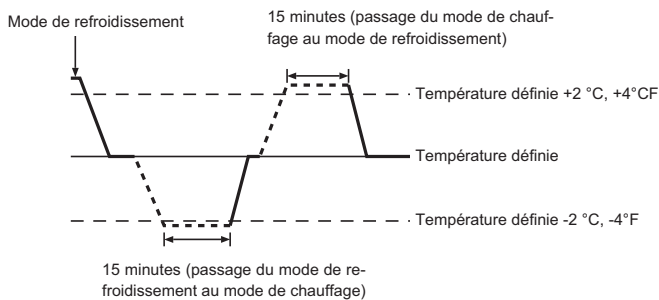 Mode de refroidissement
15 minutes (passage du mode de chauf-
fage au mode de refroidissement)
Température définie +2 °C, +4°CF
Température définie
Température définie -2 °C, -4°F
15 minutes (passage du mode de re-
froidissement au mode de chauffage)